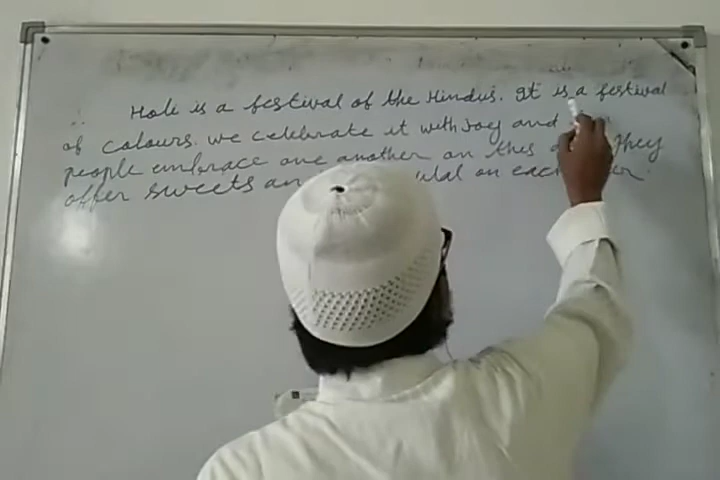 Holi is a festival of the Hindus. It is a festival
of colours. we celebrate it with Joy and
people embrace one another on this They
offer sweets on each